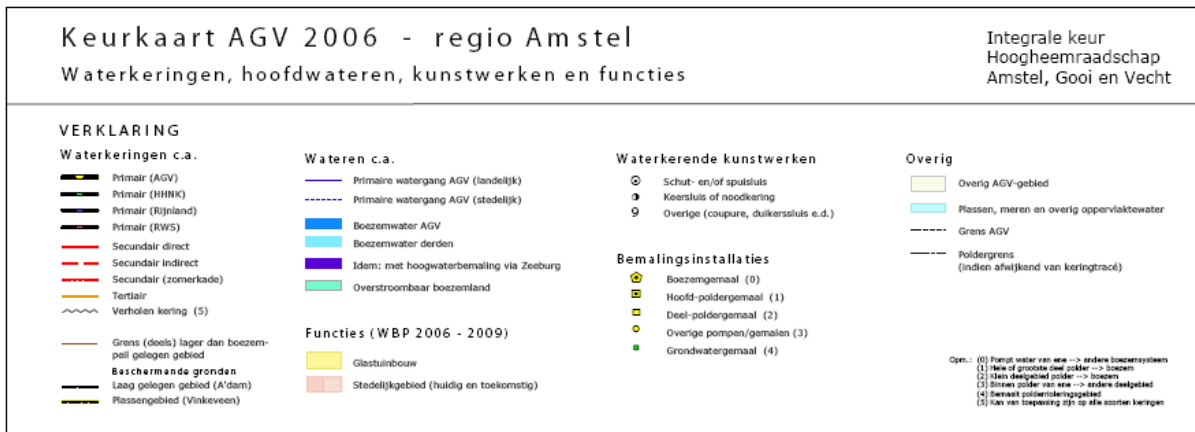 Keurkaart AGV 2006 - regio Amstel
Waterkeringen, hoofdwateren, kunstwerken en functies
Integrale keur
Hoogheemraadschap
Amstel, Gooi en Vecht
VERKLARING
Waterkeringen c.a.
Primair (AGV)
Primair (HHNK)
Primair (Rijnland)
Primair (RWS)
Secundair direct
Secundair indirect
Secundair (zomerkade)
Tertiair
Verholen kering (5)
Grens (deels) lager dan boezem-
peil gelegen gebied
Beschermende gronden
Laag gelegen gebied (A'dam)
Plassengebied (Vinkeveen)
Wateren c.a.
Primaire watergang AGV (landelijk)
Primaire watergang AGV (stedelijk)
Boezemwater AGV
Boezemwater derden
Idem: met hoogwaterbemaling via Zeeburg
Overstroombaar boezemland
Functies (WBP 2006 - 2009)
Glastuinbouw
Stedelijkgebied (huidig en toekomstig)
Waterkerende kunstwerken
Schut- en/of spuisluis
Keersluis of noodkering
Overige (coupure, duikerssluis e.d.)
Bemalingsinstallaties
Boezemgemaal (0)
Hoofd-poldergemaal (1)
Deel-poldergemaal (2)
Overige pompen/gemalen (3)
Grondwatergemaal (4)
Overig
Overig AGV-gebied
Plassen, meren en overig oppervlaktewater
Grens AGV
Poldergrens
(indien afwijkend van keringtracé)
Opm.: (0) Pompt water van ene --> andere boezemsysteem
(1) Hele of grootste deel polder --> boezem
(2) Klein deelgebied polder --> boezem
(3) Binnen polder van ene --> andere deelgebied
(4) Bemaalt polderrioleringsgebied
(5) Kan van toepassing zijn op alle soorten keringen